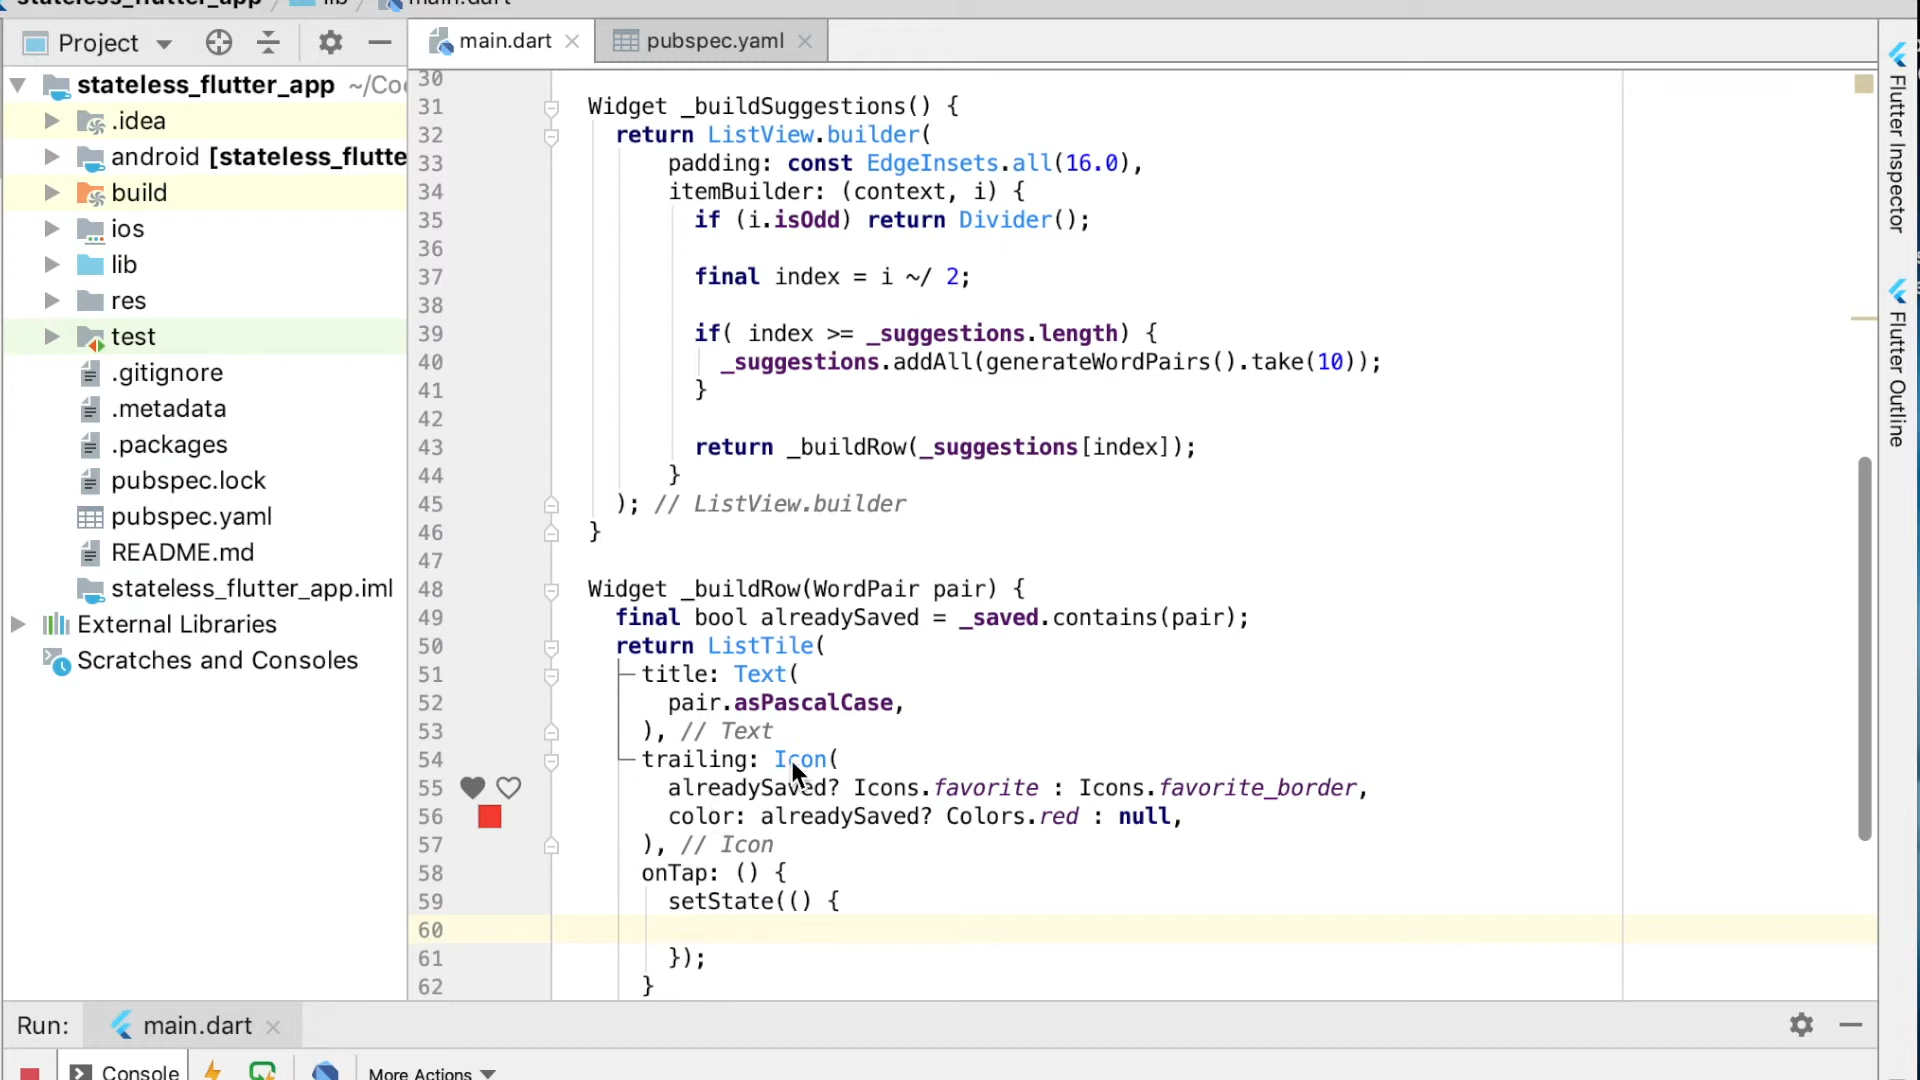 stateless_flutter_app lib main.dart
Project
main.dart
pubspec.yaml
stateless_flutter_app ~/Co
.idea
android [stateless_flutte
build
ios
lib
res
test
.gitignore
.metadata
.packages
pubspec.lock
pubspec.yaml
README.md
stateless_flutter_app.iml
External Libraries
Scratches and Consoles
30
31 Widget _buildSuggestions() {
32 return ListView.builder(
33 padding: const EdgeInsets.all(16.0),
34 itemBuilder: (context, i) {
35 if (i.isOdd) return Divider();
36
37 final index = i ~/ 2;
38
39 if( index >= _suggestions.length) {
40 _suggestions.addAll(generateWordPairs().take(10));
41 }
42
43 return _buildRow(_suggestions[index]);
44 }
45 ); // ListView.builder
46 }
47
48 Widget _buildRow(WordPair pair) {
49 final bool alreadySaved = _saved.contains(pair);
50 return ListTile(
51 title: Text(
52 pair.asPascalCase,
53 ), // Text
54 trailing: Icon(
55 alreadySaved? Icons.favorite : Icons.favorite_border,
56 color: alreadySaved? Colors.red : null,
57 ), // Icon
58 onTap: () {
59 setState(() {
60
61 });
62 }
Flutter Inspector
Flutter Outline
Run: main.dart
Console
More Actions